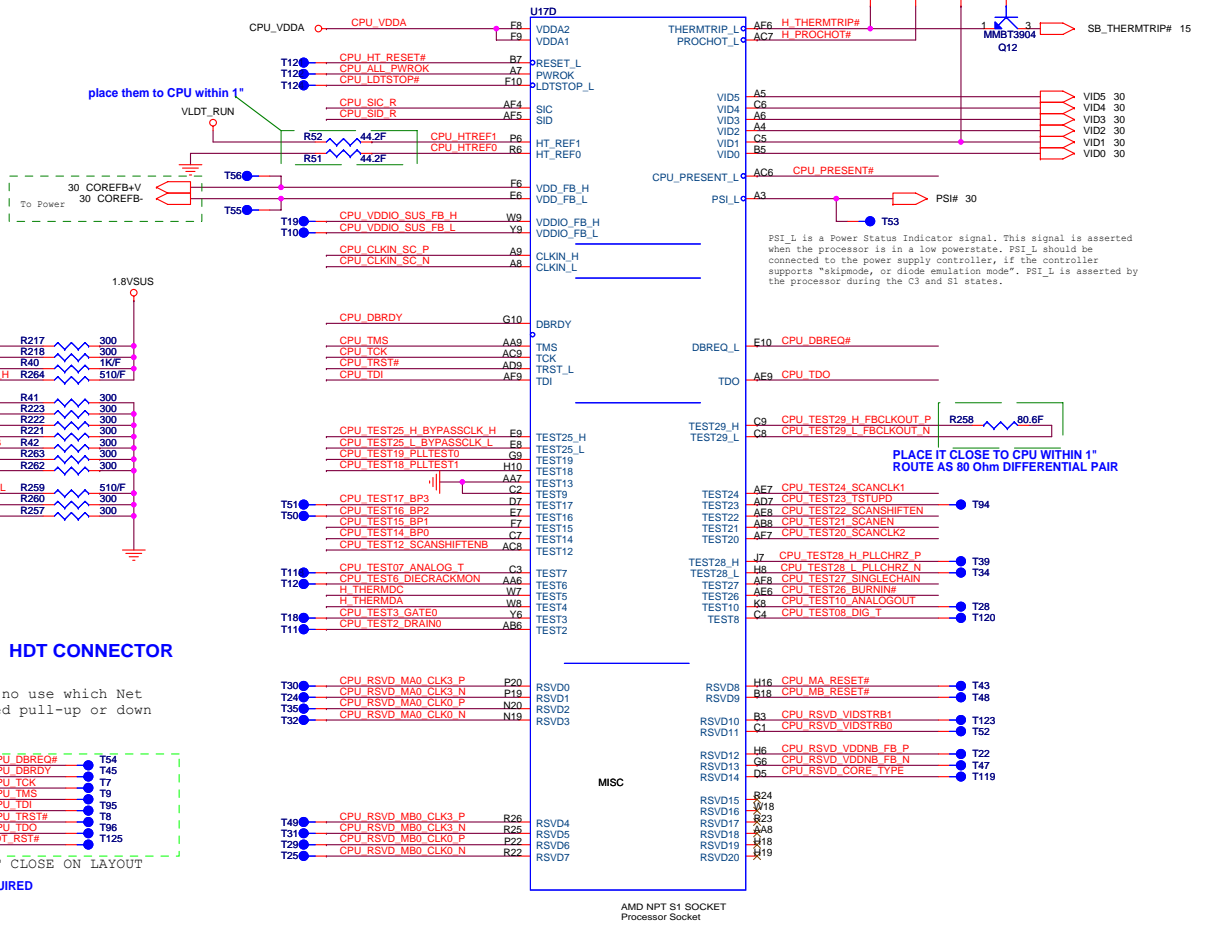 U17D
CPU_VDDA
CPU_VDDA
F8
F9
VDDA2
VDDA1
T12
CPU_HT_RESET#
B7
RESET_L
T12
CPU_ALL_PWROK
A7
PWROK
T12
CPU_LDTSTOP#
F10
LDTSTOP_L
place them to CPU within 1"
VLDT_RUN
CPU_SIC_R
AF4
SIC
CPU_SID_R
AF5
SID
R52
44.2F
CPU_HTREF1
P6
HT_REF1
R51
44.2F
CPU_HTREF0
R6
HT_REF0
T56
30 COREFB+V
F6
VDD_FB_H
To Power
30 COREFB-
E6
VDD_FB_L
T55
T19
CPU_VDDIO_SUS_FB_H
W9
VDDIO_FB_H
T10
CPU_VDDIO_SUS_FB_L
Y9
VDDIO_FB_L
CPU_CLKIN_SC_P
A9
CLKIN_H
CPU_CLKIN_SC_N
A8
CLKIN_L
1.8VSUS
CPU_DBRDY
G10
DBRDY
R217 300
R218 300
R40 1K/F
H R264 510/F
CPU_TMS
AA9
TMS
CPU_TCK
AC9
TCK
CPU_TRST#
AD9
TRST_L
CPU_TDI
AF9
TDI
R41 300
R223 300
R222 300
R221 300
R42 300
R263 300
R262 300
L R259 510/F
R260 300
R257 300
CPU_TEST25_H_BYPASSCLK_H
E9
TEST25_H
CPU_TEST25_L_BYPASSCLK_L
E8
TEST25_L
CPU_TEST19_PLLTEST0
G9
TEST19
CPU_TEST18_PLLTEST1
H10
TEST18
AA7
TEST13
C2
TEST9
T51
CPU_TEST17_BP3
D7
TEST17
T50
CPU_TEST16_BP2
E7
TEST16
CPU_TEST15_BP1
F7
TEST15
CPU_TEST14_BP0
C7
TEST14
CPU_TEST12_SCANSHIFTENB
AC8
TEST12
T11
CPU_TEST07_ANALOG_T
C3
TEST7
T12
CPU_TEST6_DIECRACKMON
AA6
TEST6
H_THERMDC
W7
TEST5
H_THERMDA
W8
TEST4
T18
CPU_TEST3_GATE0
Y6
TEST3
T11
CPU_TEST2_DRAIN0
AB6
TEST2
HDT CONNECTOR
no use which Net
ed pull-up or down
T30
CPU_RSVD_MA0_CLK3_P
P20
RSVD0
T24
CPU_RSVD_MA0_CLK3_N
P19
RSVD1
T35
CPU_RSVD_MA0_CLK0_P
N20
RSVD2
T32
CPU_RSVD_MA0_CLK0_N
N19
RSVD3
PU_DBREQ# T54
PU_DBRDY T45
PU_TCK T7
PU_TMS T9
PU_TDI T95
PU_TRST# T8
PU_TDO T96
DT_RST# T125
CLOSE ON LAYOUT
UIRED
T49
CPU_RSVD_MB0_CLK3_P
R26
RSVD4
T31
CPU_RSVD_MB0_CLK3_N
R25
RSVD5
T29
CPU_RSVD_MB0_CLK0_P
P22
RSVD6
T25
CPU_RSVD_MB0_CLK0_N
R22
RSVD7
MISC
THERMTRIP_L
AF6
H_THERMTRIP#
PROCHOT_L
AC7
H_PROCHOT#
1
3
MMBT3904
Q12
SB_THERMTRIP# 15
VID5
A5
VID5 30
VID4
C6
VID4 30
VID3
A6
VID3 30
VID2
A4
VID2 30
VID1
C5
VID1 30
VID0
B5
VID0 30
CPU_PRESENT_L
AC6
CPU_PRESENT#
PSI_L
A3
PSI# 30
T53
PSI_L is a Power Status Indicator signal. This signal is asserted
when the processor is in a low powerstate. PSI_L should be
connected to the power supply controller, if the controller
supports “skipmode, or diode emulation mode”. PSI_L is asserted by
the processor during the C3 and S1 states.
DBREQ_L
E10
CPU_DBREQ#
TDO
AE9
CPU_TDO
TEST29_H
C9
CPU_TEST29_H_FBCLKOUT_P
TEST29_L
C8
CPU_TEST29_L_FBCLKOUT_N
R258
80.6F
PLACE IT CLOSE TO CPU WITHIN 1"
ROUTE AS 80 Ohm DIFFERENTIAL PAIR
TEST24
AE7
CPU_TEST24_SCANCLK1
TEST23
AD7
CPU_TEST23_TSTUPD
T94
TEST22
AE8
CPU_TEST22_SCANSHIFTEN
TEST21
AB8
CPU_TEST21_SCANEN
TEST20
AF7
CPU_TEST20_SCANCLK2
TEST28_H
J7
CPU_TEST28_H_PLLCHRZ_P
T39
TEST28_L
H8
CPU_TEST28_L_PLLCHRZ_N
T34
TEST27
AF8
CPU_TEST27_SINGLECHAIN
TEST26
AE6
CPU_TEST26_BURNIN#
TEST10
K8
CPU_TEST10_ANALOGOUT
T28
TEST8
C4
CPU_TEST08_DIG_T
T120
RSVD8
H16
CPU_MA_RESET#
T43
RSVD9
B18
CPU_MB_RESET#
T48
RSVD10
B3
CPU_RSVD_VIDSTRB1
T123
RSVD11
C1
CPU_RSVD_VIDSTRB0
T52
RSVD12
H6
CPU_RSVD_VDDNB_FB_P
T22
RSVD13
G6
CPU_RSVD_VDDNB_FB_N
T47
RSVD14
D5
CPU_RSVD_CORE_TYPE
T119
RSVD15
R24
RSVD16
W18
RSVD17
R23
RSVD18
AA8
RSVD19
H18
RSVD20
H19
AMD NPT S1 SOCKET
Processor Socket